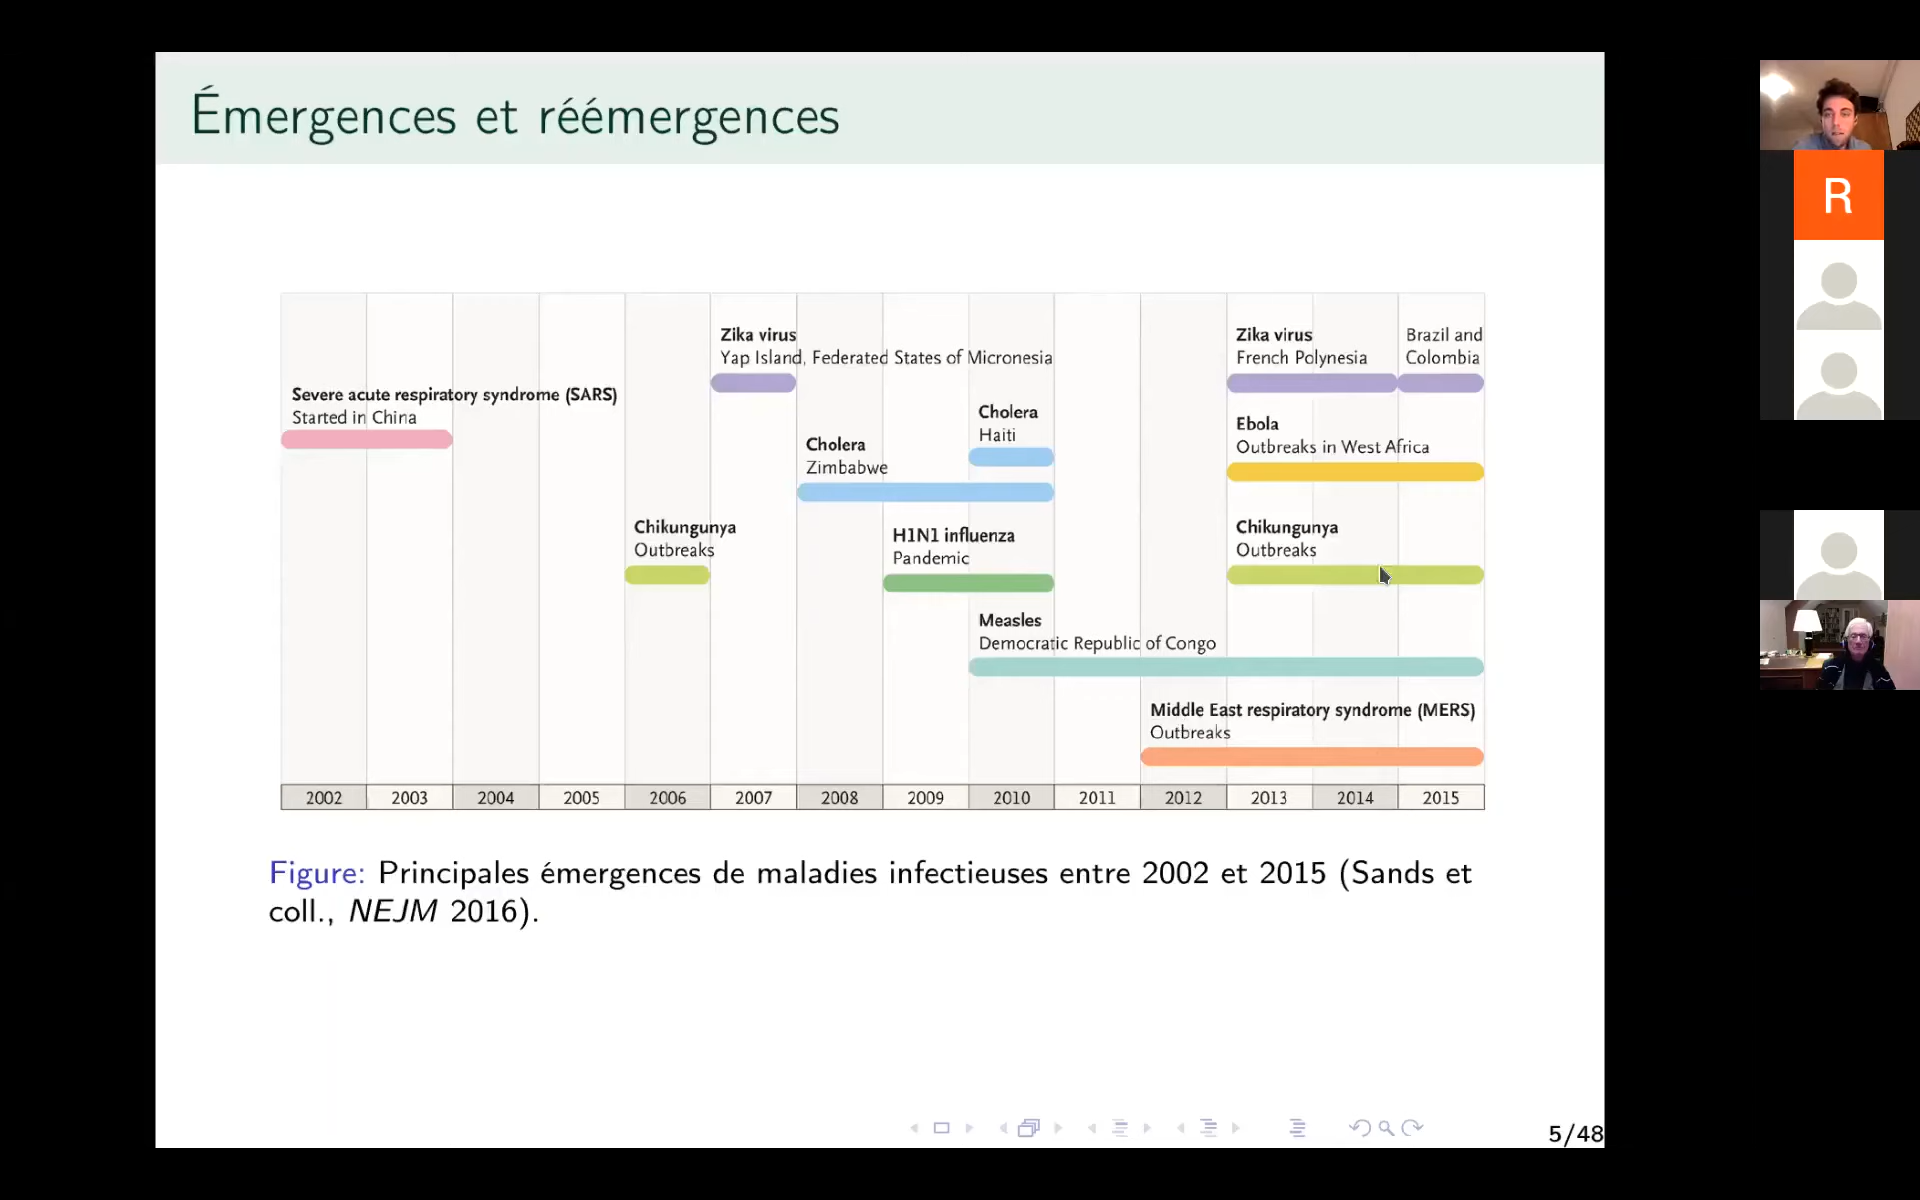 Émergences et réémergences
Zika virus
Yap Island, Federated States of Micronesia
Zika virus
French Polynesia
Brazil and
Colombia
Severe acute respiratory syndrome (SARS)
Started in China
Cholera
Haiti
Cholera
Zimbabwe
Ebola
Outbreaks in West Africa
Chikungunya
Outbreaks
H1N1 influenza
Pandemic
Chikungunya
Outbreaks
Measles
Democratic Republic of Congo
Middle East respiratory syndrome (MERS)
Outbreaks
2002 2003 2004 2005 2006 2007 2008 2009 2010 2011 2012 2013 2014 2015
Figure: Principales émergences de maladies infectieuses entre 2002 et 2015 (Sands et
coll., NEJM 2016).
5/48
R